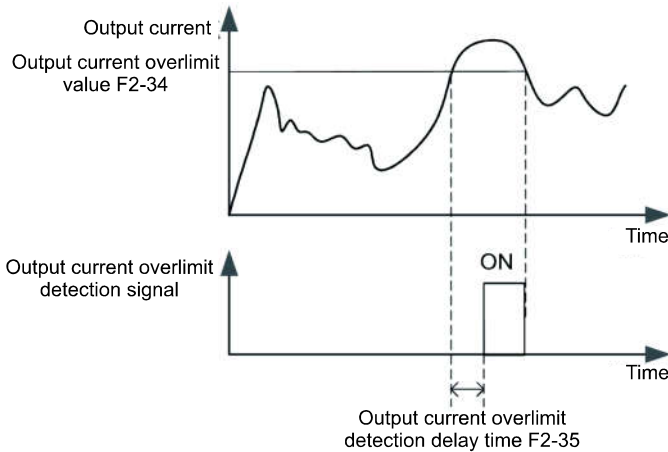 Output current
Output current overlimit
value F2-34
Time
Output current overlimit
detection signal
ON
Time
Output current overlimit
detection delay time F2-35